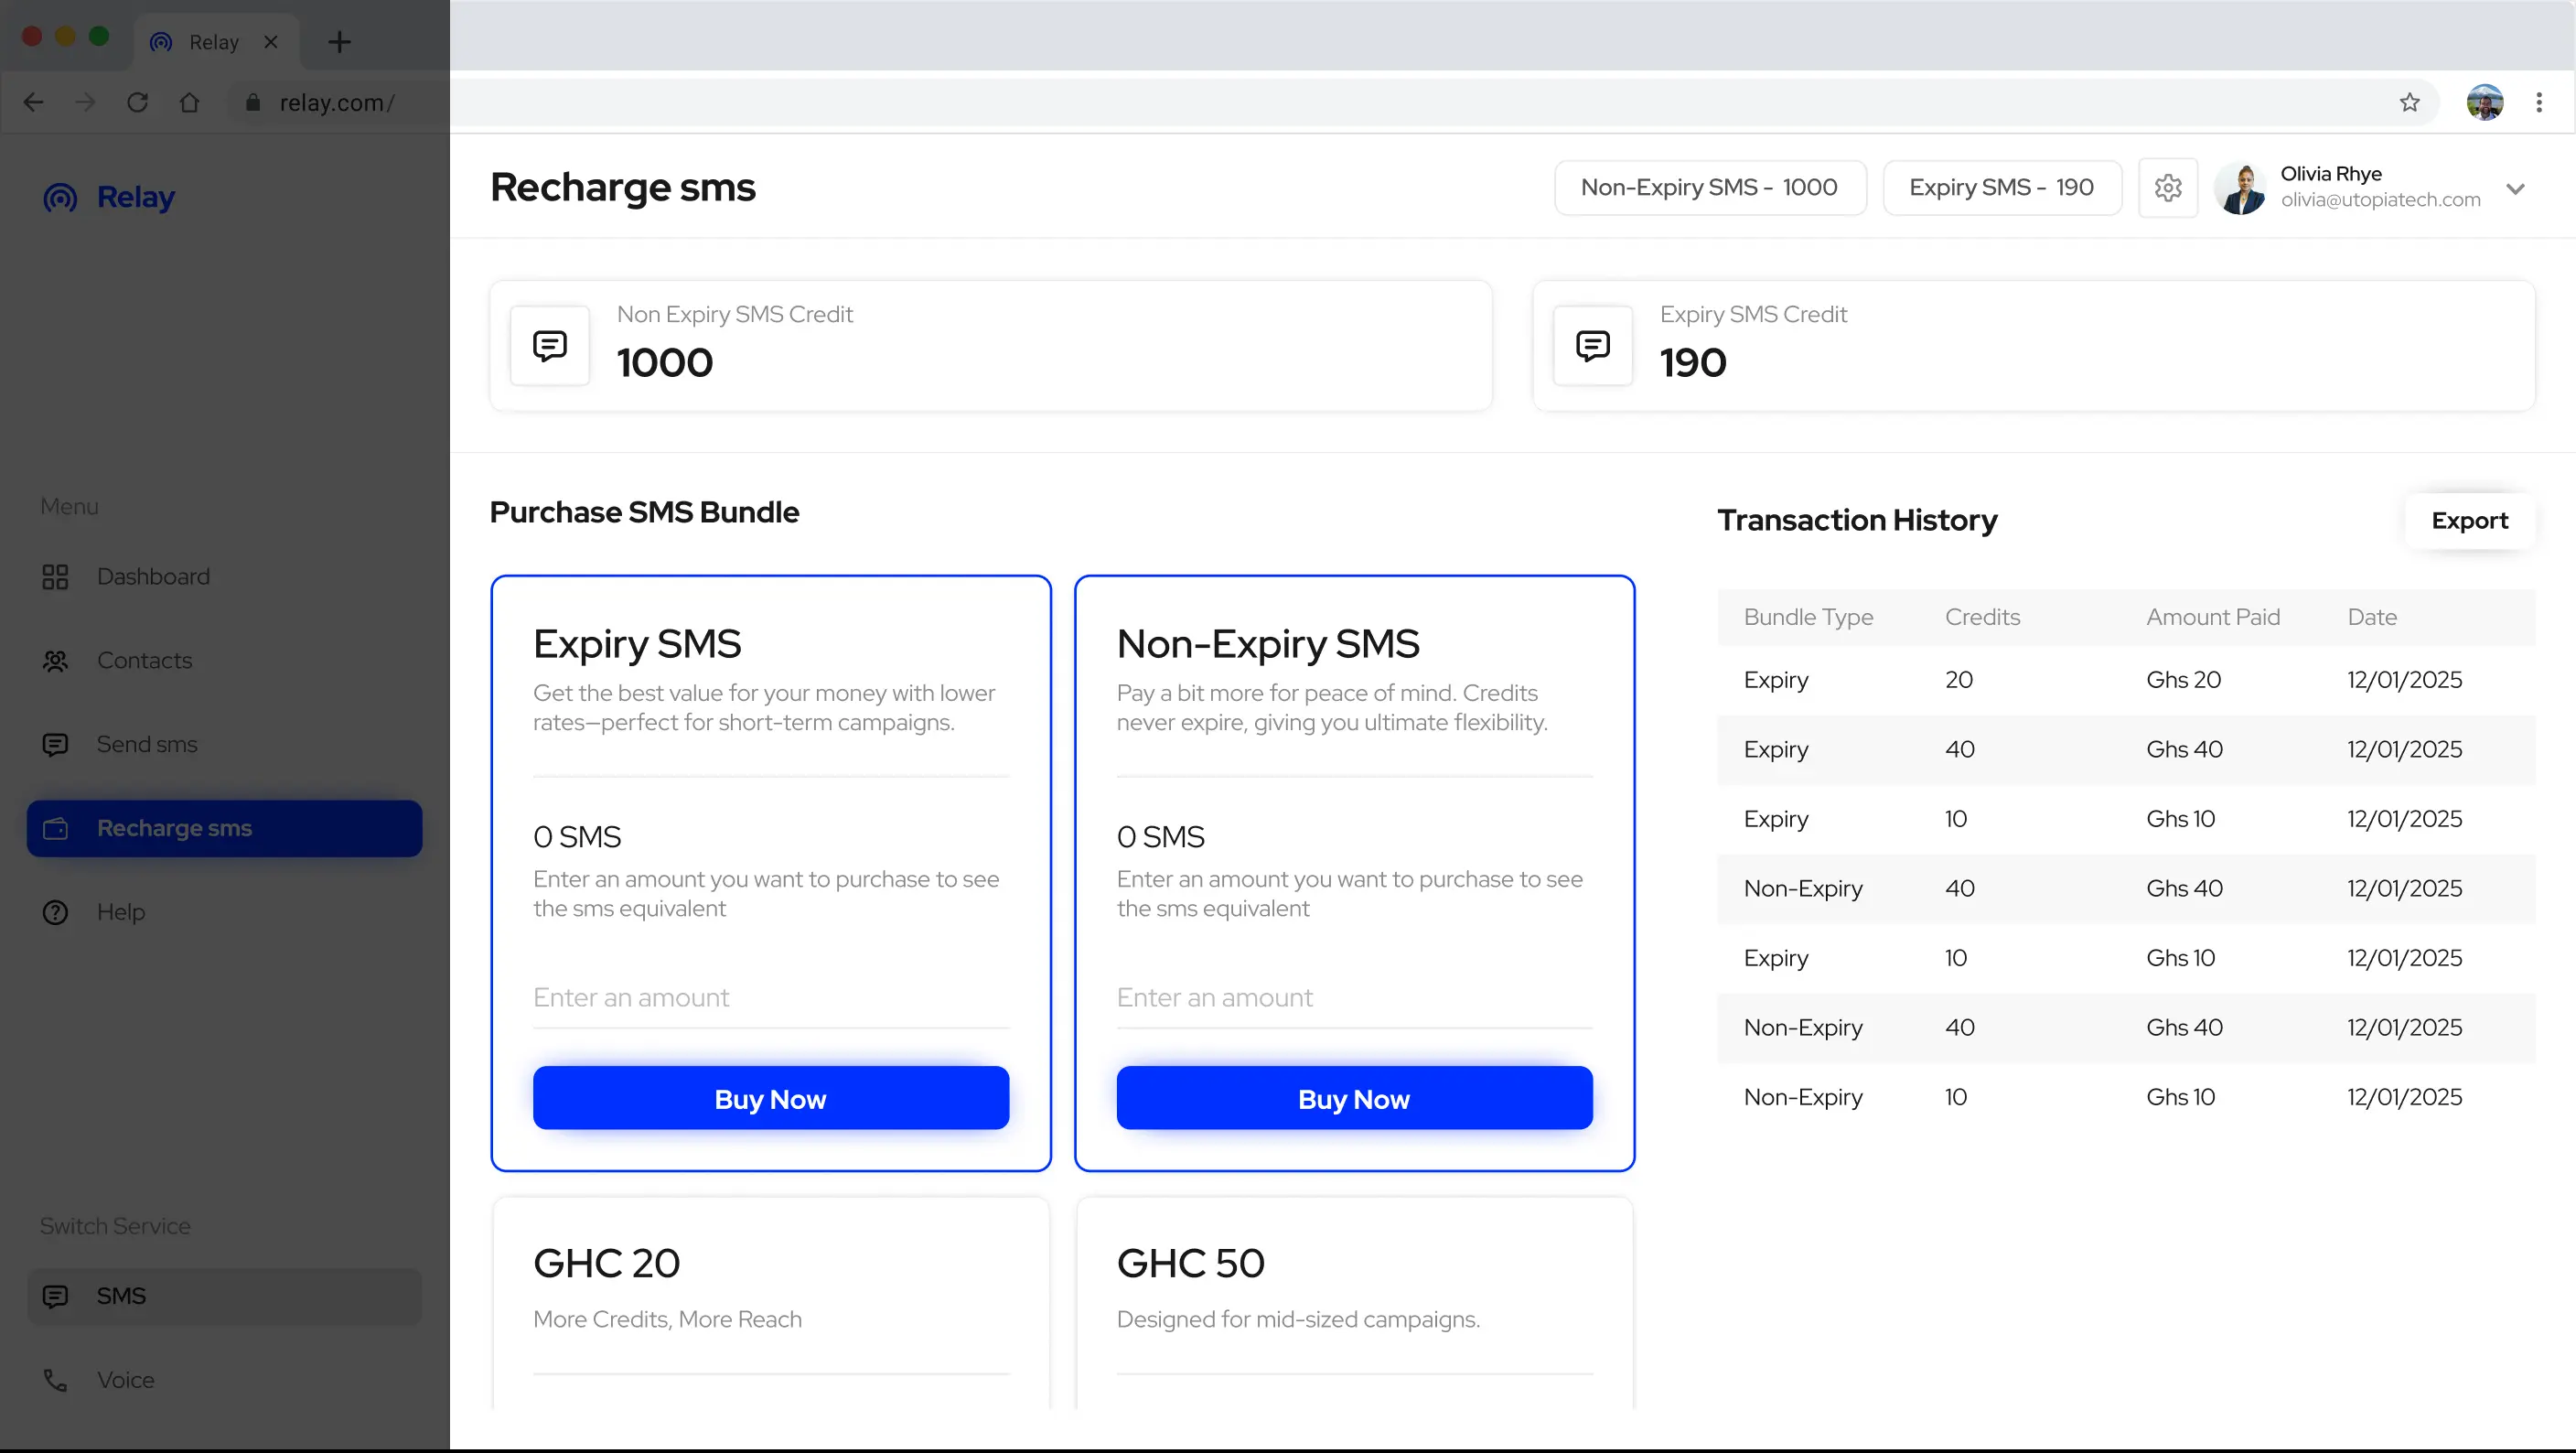 Relay
relay.com/
Relay
Menu
Dashboard
Contacts
Send sms
Recharge sms
Help
Switch Service
SMS
Voice
Recharge sms
Non-Expiry SMS - 1000
Expiry SMS - 190
Olivia Rhye
olivia@utopiatech.com
Non Expiry SMS Credit
1000
Expiry SMS Credit
190
Purchase SMS Bundle
Expiry SMS
Get the best value for your money with lower
rates—perfect for short-term campaigns.
0 SMS
Enter an amount you want to purchase to see
the sms equivalent
Enter an amount
Buy Now
Non-Expiry SMS
Pay a bit more for peace of mind. Credits
never expire, giving you ultimate flexibility.
0 SMS
Enter an amount you want to purchase to see
the sms equivalent
Enter an amount
Buy Now
GHC 20
More Credits, More Reach
GHC 50
Designed for mid-sized campaigns.
Transaction History
Export
Bundle Type Credits Amount Paid Date
Expiry 20 Ghs 20 12/01/2025
Expiry 40 Ghs 40 12/01/2025
Expiry 10 Ghs 10 12/01/2025
Non-Expiry 40 Ghs 40 12/01/2025
Expiry 10 Ghs 10 12/01/2025
Non-Expiry 40 Ghs 40 12/01/2025
Non-Expiry 10 Ghs 10 12/01/2025